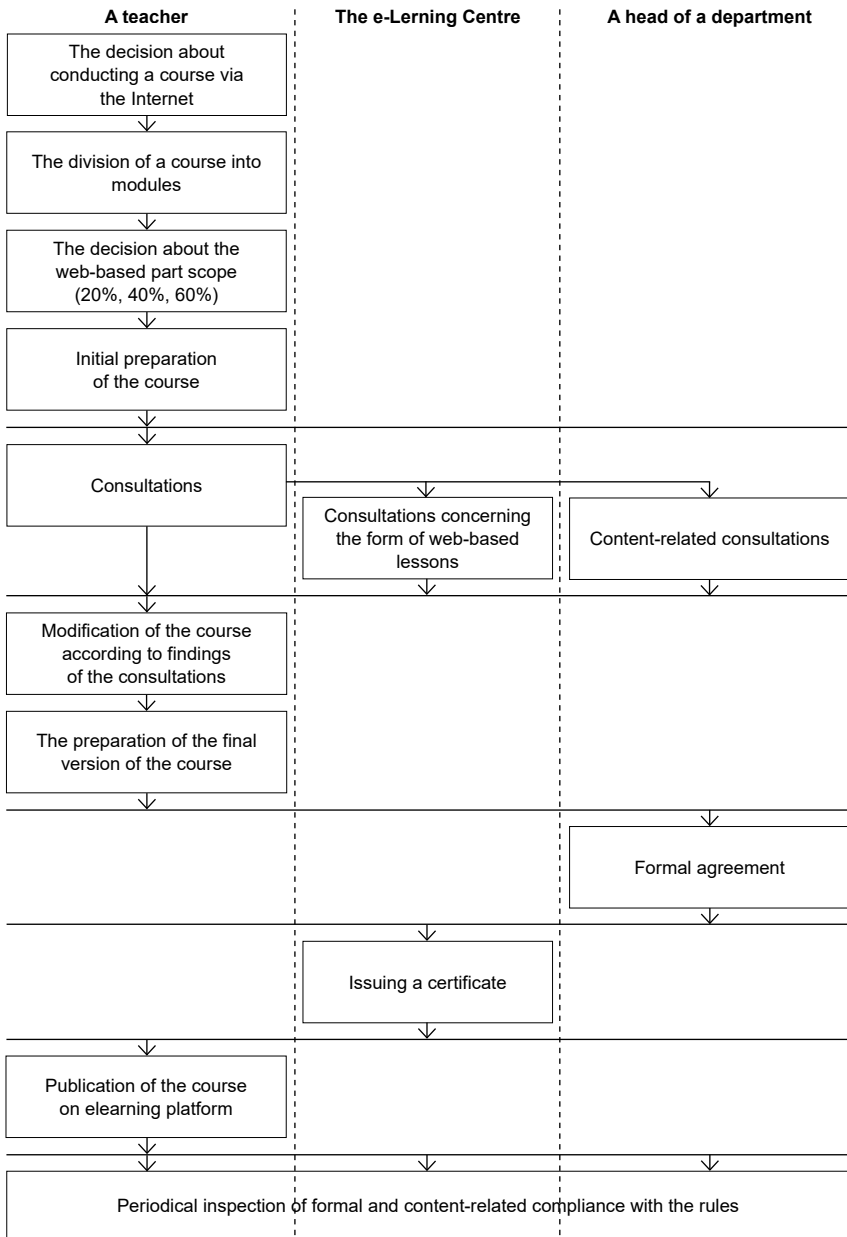 A teacher
The e-Lerning Centre
A head of a department
The decision about
conducting a course via
the Internet
The division of a course into
modules
The decision about the
web-based part scope
(20%, 40%, 60%)
Initial preparation
of the course
Consultations
Consultations concerning
the form of web-based
lessons
Content-related consultations
Modification of the course
according to findings
of the consultations
The preparation of the final
version of the course
Formal agreement
Issuing a certificate
Publication of the course
on elearning platform
Periodical inspection of formal and content-related compliance with the rules